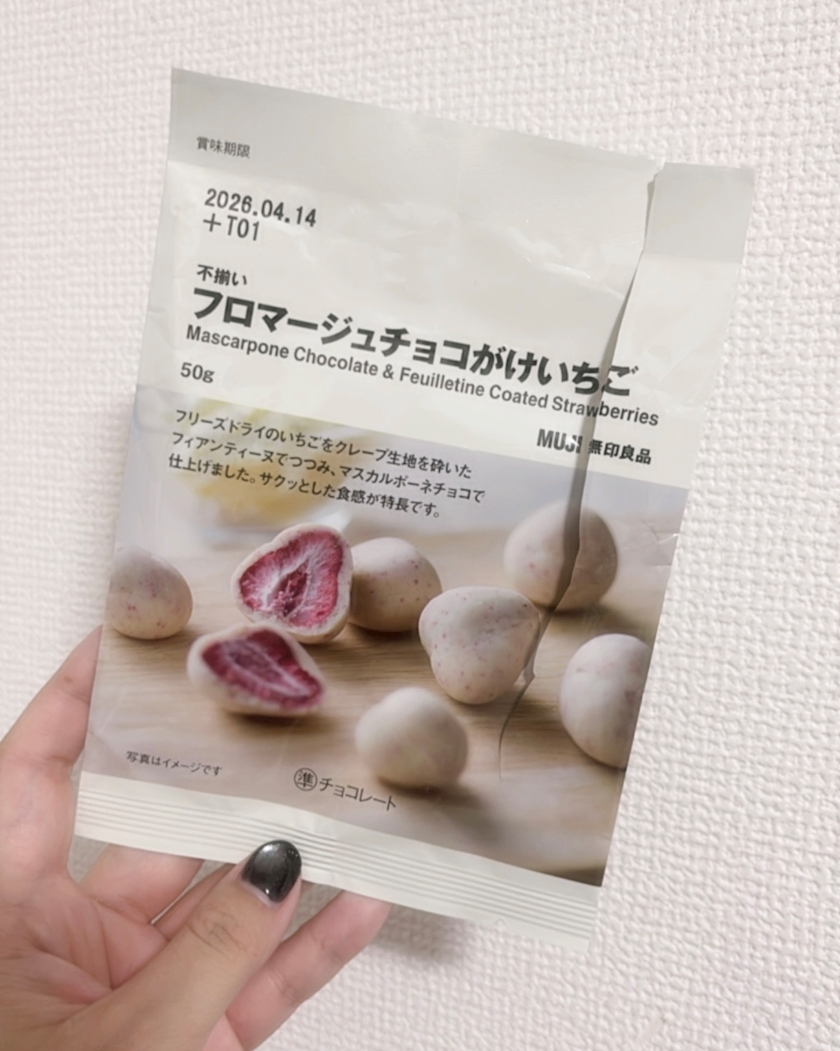 賞味期限
2026.04.14
+T01
不揃い
フロマージュチョコがけいちご
Mascarpone Chocolate & Feuilletine Coated Strawberries
50g
MUJI 無印良品
フリーズドライのいちごをクレープ生地を砕いた
フィアンティーヌでつつみ、マスカルポーネチョコで
仕上げました。サクッとした食感が特長です。
写真はイメージです
準チョコレート